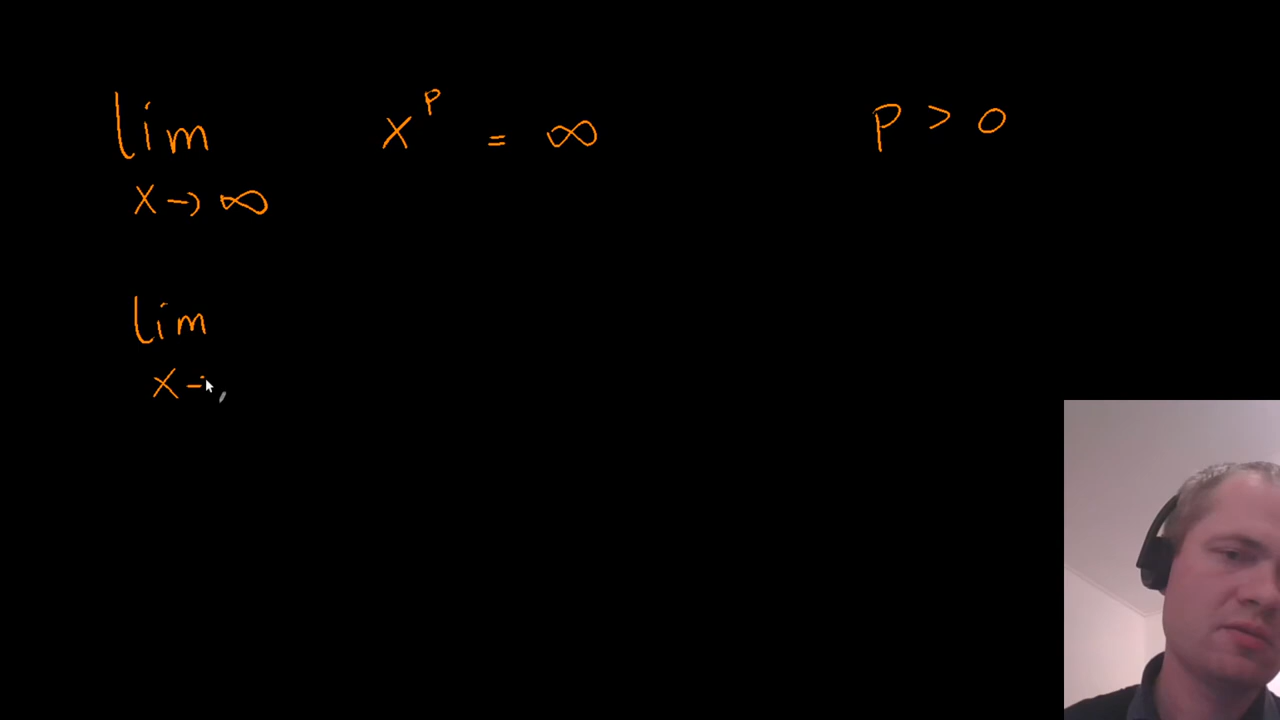 lim x^p = ∞ p > 0
x → ∞
lim
x -